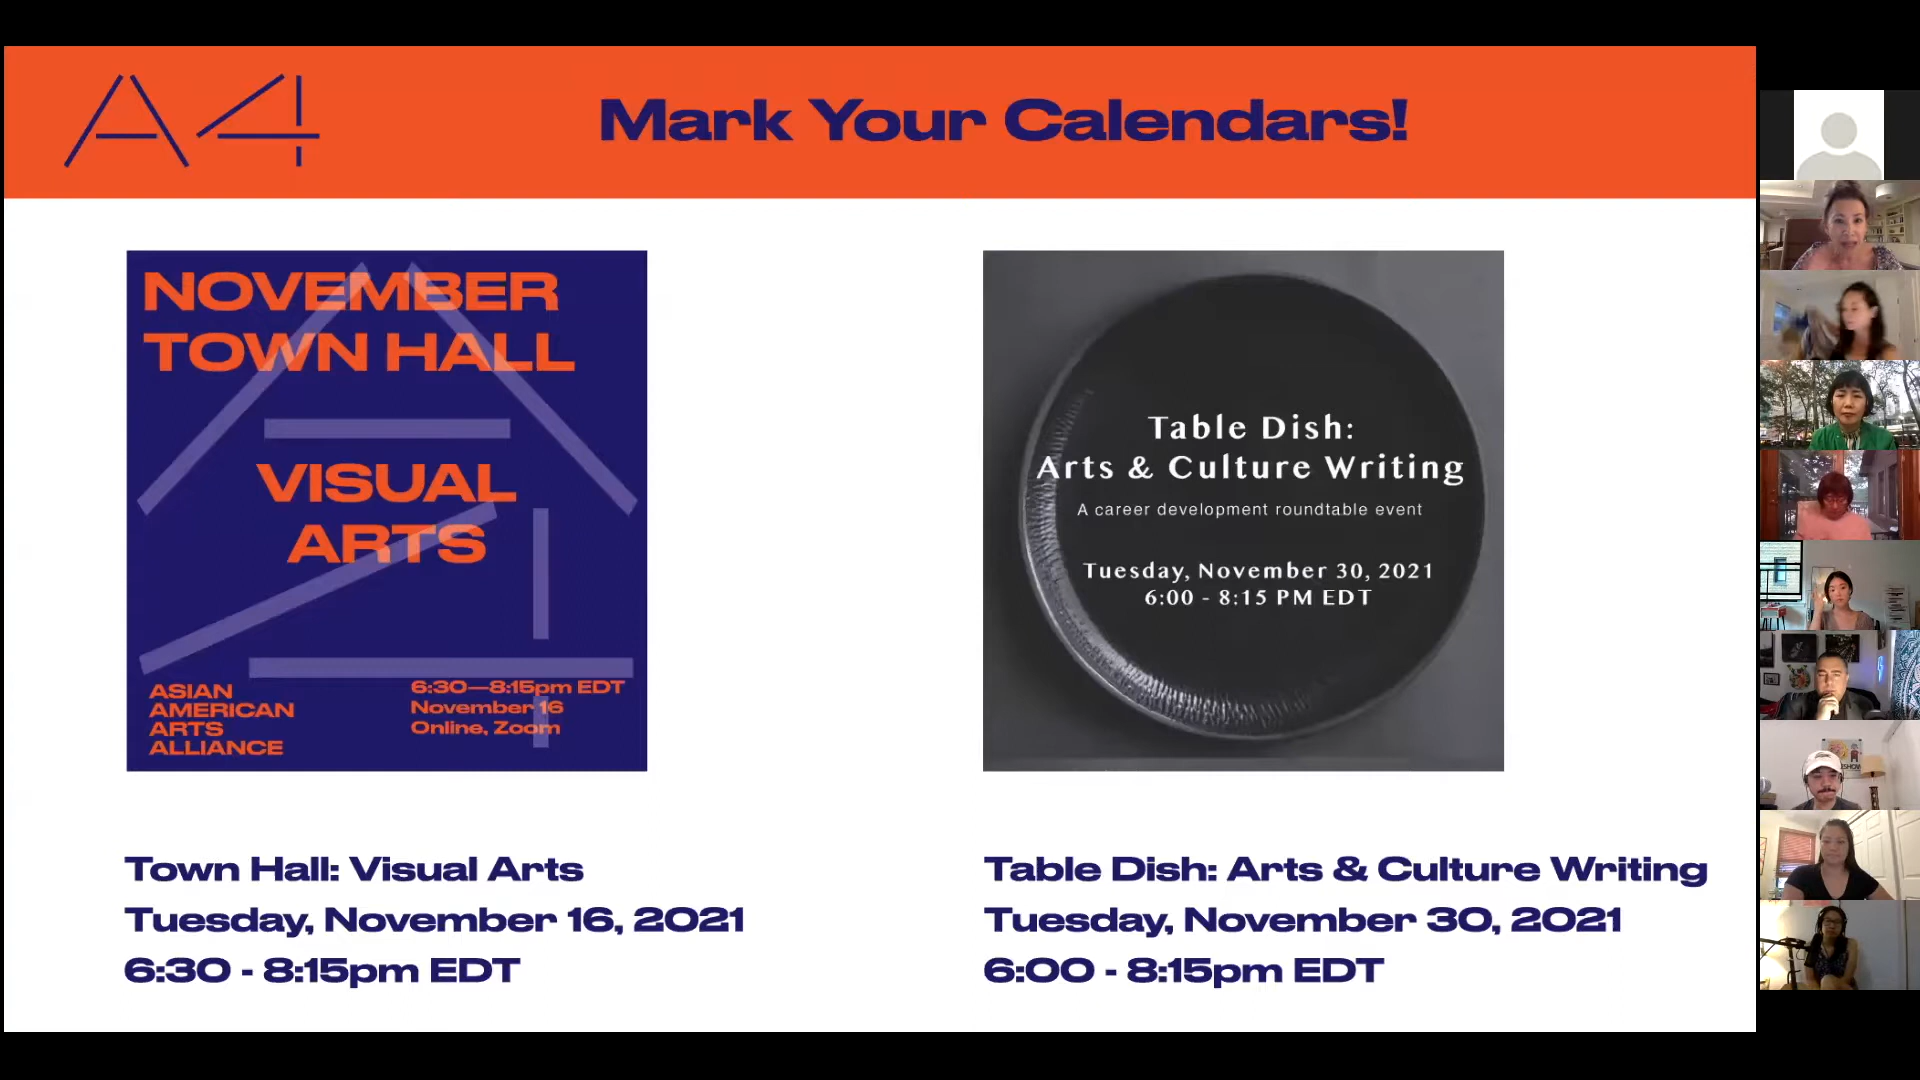 A4
Mark Your Calendars!
NOVEMBER
TOWN HALL
VISUAL
ARTS
ASIAN
AMERICAN
ARTS
ALLIANCE
6:30—8:15pm EDT
November 16
Online, Zoom
Table Dish:
Arts & Culture Writing
A career development roundtable event
Tuesday, November 30, 2021
6:00 - 8:15 PM EDT
Town Hall: Visual Arts
Tuesday, November 16, 2021
6:30 - 8:15pm EDT
Table Dish: Arts & Culture Writing
Tuesday, November 30, 2021
6:00 - 8:15pm EDT